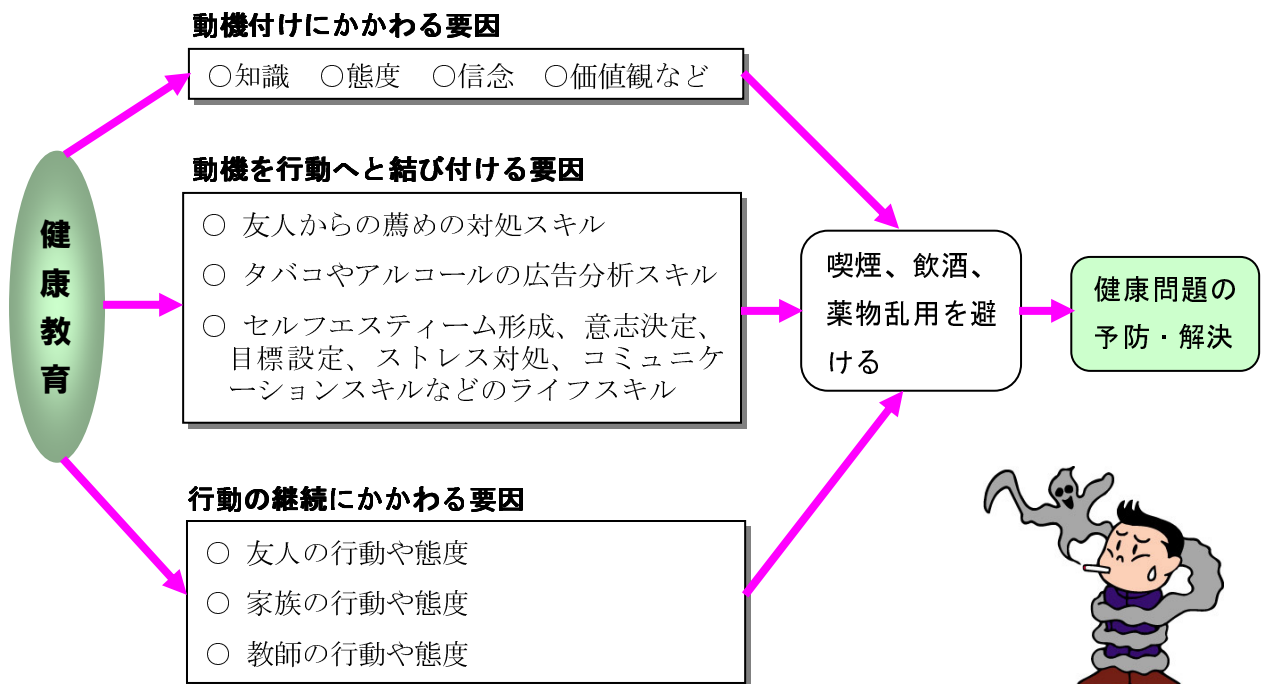 動機付けにかかわる要因
○知識　○態度　○信念　○価値観など
動機を行動へと結び付ける要因
○ 友人からの薦めの対処スキル
○ タバコやアルコールの広告分析スキル
○ セルフエスティーム形成、意志決定、
目標設定、ストレス対処、コミュニケ
ーションスキルなどのライフスキル
健康教育
喫煙、飲酒、
薬物乱用を避
ける
健康問題の
予防・解決
行動の継続にかかわる要因
○ 友人の行動や態度
○ 家族の行動や態度
○ 教師の行動や態度